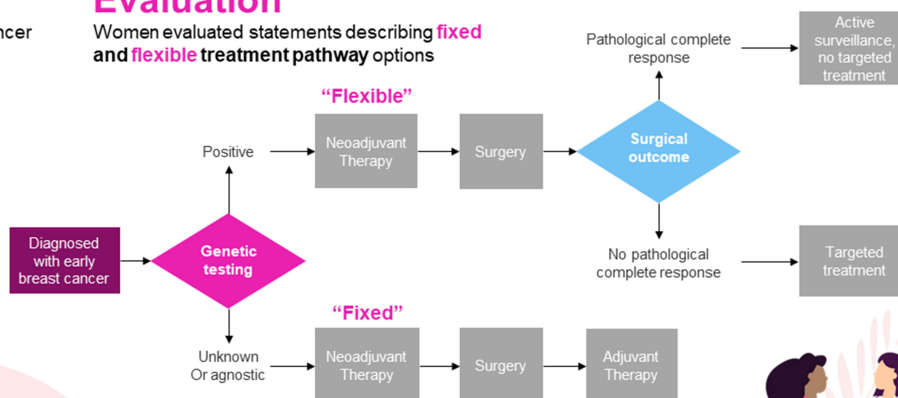 Evaluation
ncer
Women evaluated statements describing fixed
and flexible treatment pathway options
Diagnosed
with early
breast cancer
Genetic
testing
Positive
"Flexible"
Neoadjuvant
Therapy
Surgery
Surgical
outcome
Pathological complete
response
Active
surveillance,
no targeted
treatment
No pathological
complete response
Targeted
treatment
Unknown
Or agnostic
"Fixed"
Neoadjuvant
Therapy
Surgery
Adjuvant
Therapy